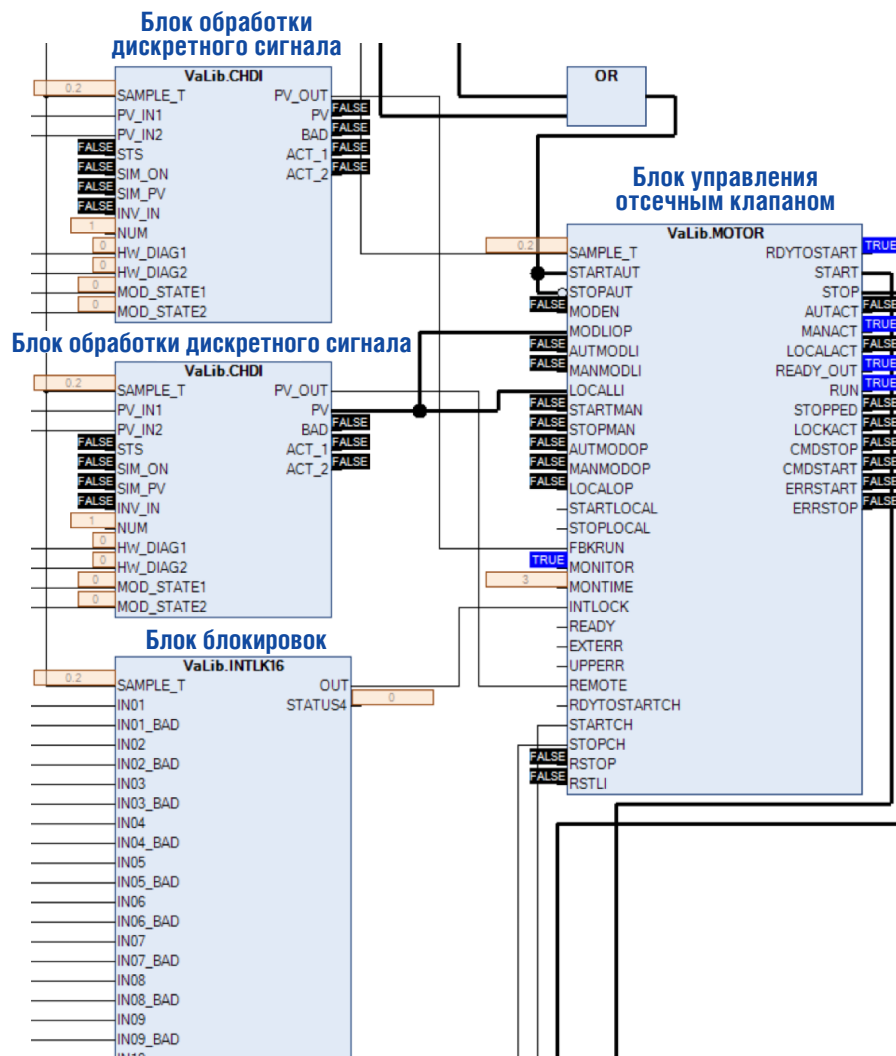 Блок обработки
дискретного сигнала
VaLib.CHDI
0.2
SAMPLE_T PV_OUT
PV_IN1 PV FALSE
PV_IN2 BAD FALSE
FALSE STS ACT_1 FALSE
FALSE SIM_ON ACT_2 FALSE
FALSE SIM_PV
FALSE INV_IN
1 NUM
0 HW_DIAG1
0 HW_DIAG2
0 MOD_STATE1
0 MOD_STATE2
OR
Блок управления
отсечным клапаном
VaLib.MOTOR
0.2 SAMPLE_T RDYTOSTART TRUE
STARTAUT START
STOPAUT STOP
FALSE MODEN AUTACT FALSE
MODLIOP MANACT TRUE
FALSE AUTMODLI LOCALACT FALSE
FALSE MANMODLI READY_OUT TRUE
LOCALLI RUN TRUE
FALSE STARTMAN STOPPED FALSE
FALSE STOPMAN LOCKACT FALSE
FALSE AUTMODOP CMDSTOP FALSE
FALSE MANMODOP CMDSTART FALSE
FALSE LOCALOP ERRSTART FALSE
STARTLOCAL ERRSTOP FALSE
STOPLOCAL
FBKRUN
TRUE MONITOR
3 MONTIME
INTLOCK
READY
EXTERR
UPPERR
REMOTE
RDYTOSTARTCH
STARTCH
STOPCH
FALSE RSTOP
FALSE RSTLI
Блок обработки дискретного сигнала
VaLib.CHDI
0.2
SAMPLE_T PV_OUT
PV_IN1 PV
PV_IN2 BAD FALSE
FALSE STS ACT_1 FALSE
FALSE SIM_ON ACT_2 FALSE
FALSE SIM_PV
FALSE INV_IN
1 NUM
0 HW_DIAG1
0 HW_DIAG2
0 MOD_STATE1
0 MOD_STATE2
Блок блокировок
VaLib.INTLK16
0.2 SAMPLE_T OUT
IN01 STATUS4 0
IN01_BAD
IN02
IN02_BAD
IN03
IN03_BAD
IN04
IN04_BAD
IN05
IN05_BAD
IN06
IN06_BAD
IN07
IN07_BAD
IN08
IN08_BAD
IN09
IN09_BAD